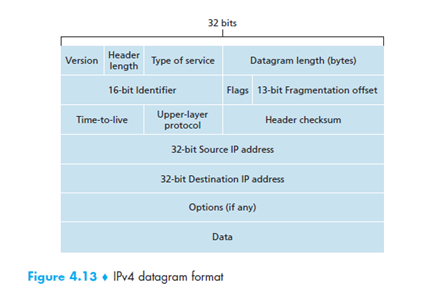 32 bits
Version Header length Type of service Datagram length (bytes)
16-bit Identifier Flags 13-bit Fragmentation offset
Time-to-live Upper-layer protocol Header checksum
32-bit Source IP address
32-bit Destination IP address
Options (if any)
Data
Figure 4.13 ♦ IPv4 datagram format